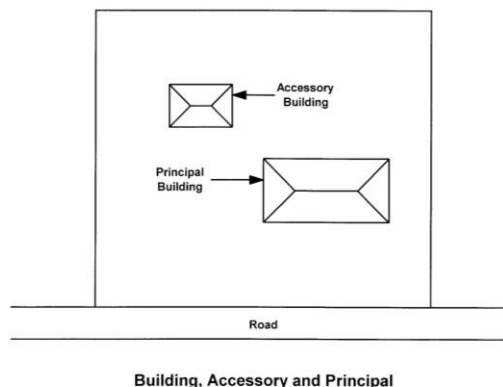 Accessory
Building
Principal
Building
Road
Building, Accessory and Principal